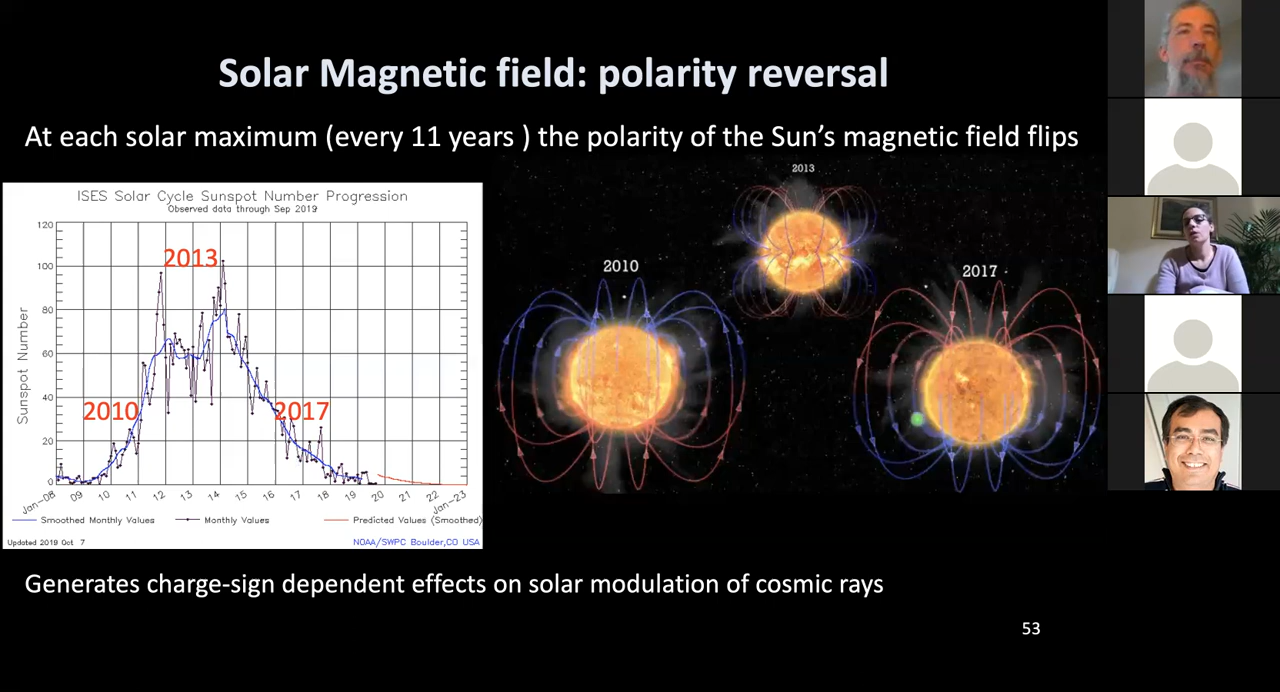 Solar Magnetic field: polarity reversal
At each solar maximum (every 11 years ) the polarity of the Sun's magnetic field flips
ISES Solar Cycle Sunspot Number Progression
Observed data through Sep 2019
Sunspot Number
120
100
80
60
40
20
0
2013
2010
2017
Jan-08
09
10
11
12
13
14
15
16
17
18
19
20
21
22
Jan-23
Smoothed Monthly Values
Monthly Values
Predicted Values (Smoothed)
Updated 2019 Oct 7
NOAA/SWPC Boulder,CO USA
2013
2010
2017
Generates charge-sign dependent effects on solar modulation of cosmic rays
53